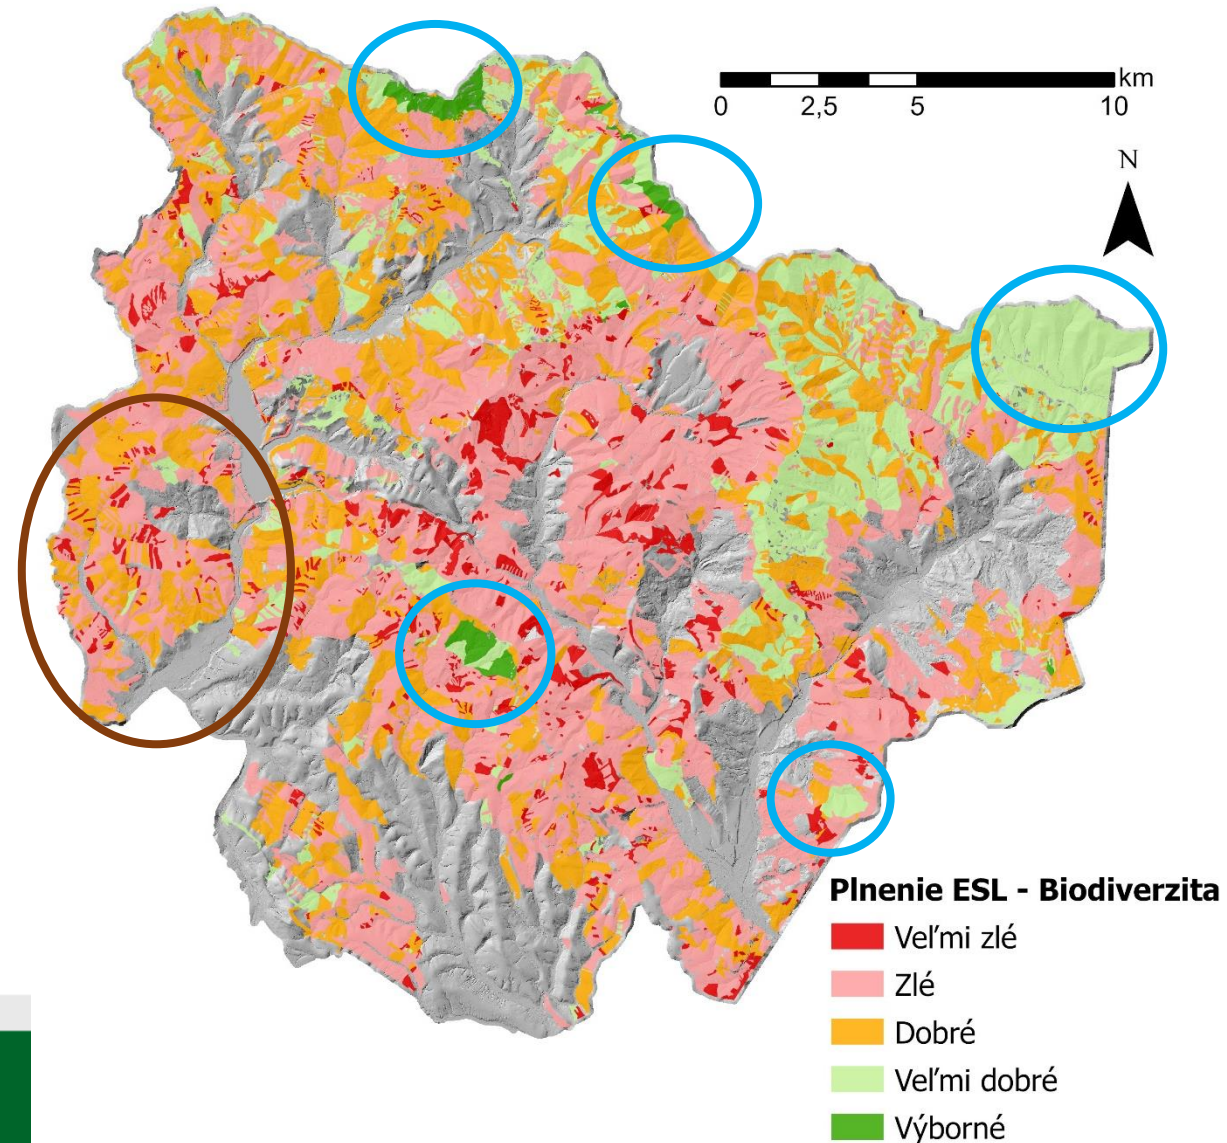 km
0 2,5 5 10
N
Plnenie ESL - Biodiverzita
Veľmi zlé
Zlé
Dobré
Veľmi dobré
Výborné